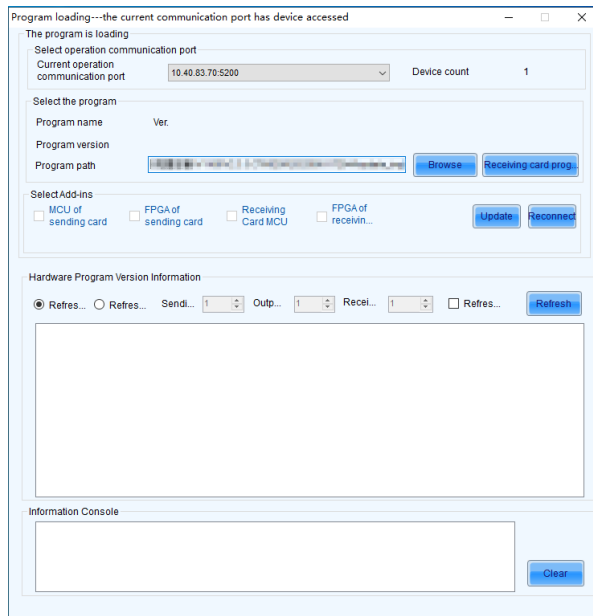 Program loading---the current communication port has device accessed
The program is loading
Select operation communication port
Current operation communication port
10.40.83.70:5200
Device count 1
Select the program
Program name Ver.
Program version
Program path
Browse
Receiving card prog...
Select Add-ins
MCU of sending card
FPGA of sending card
Receiving Card MCU
FPGA of receivin...
Update
Reconnect
Hardware Program Version Information
Refres... Refres... Sendi... 1 Outp... 1 Recei... 1 Refres... Refresh
Information Console
Clear